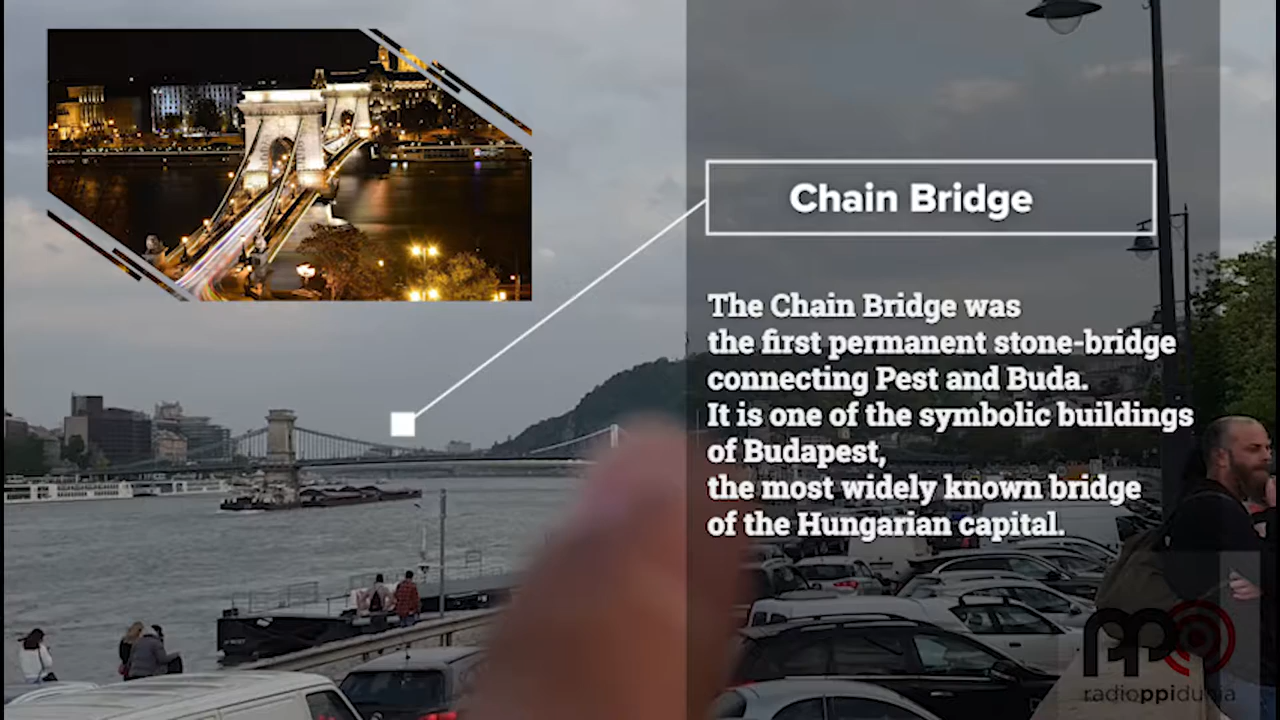 Chain Bridge
The Chain Bridge was
the first permanent stone-bridge
connecting Pest and Buda.
It is one of the symbolic buildings
of Budapest,
the most widely known bridge
of the Hungarian capital.
ppi
radioppidunia